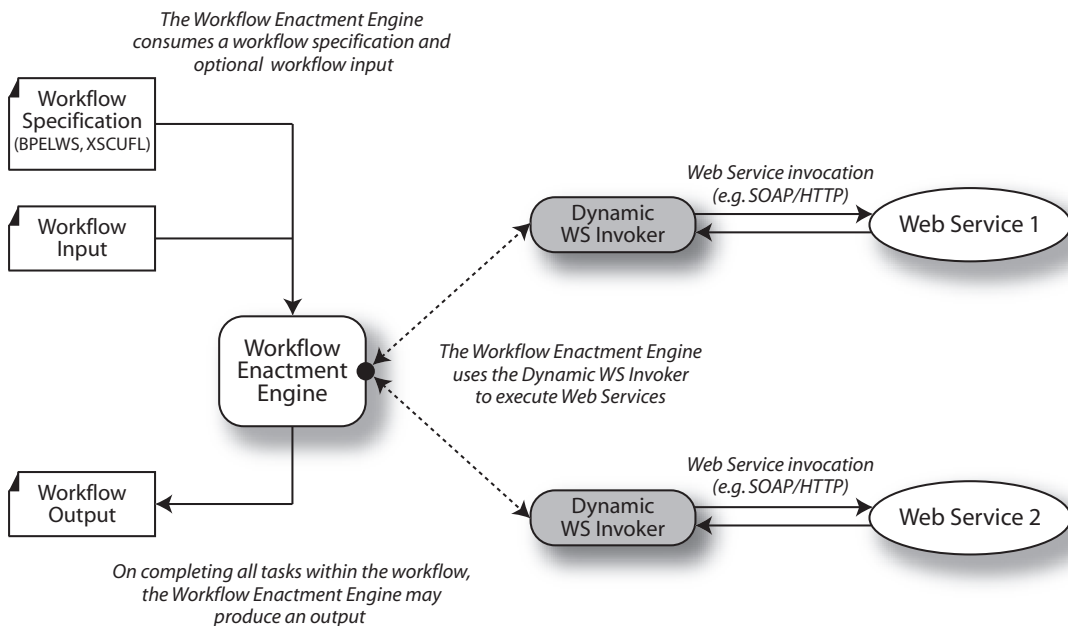 The Workflow Enactment Engine
consumes a workflow specification and
optional workflow input
Workflow
Specification
(BPELWS, XSCUFL)
Workflow
Input
Workflow
Enactment
Engine
Workflow
Output
On completing all tasks within the workflow,
the Workflow Enactment Engine may
produce an output
Dynamic
WS Invoker
Web Service invocation
(e.g. SOAP/HTTP)
Web Service 1
The Workflow Enactment Engine
uses the Dynamic WS Invoker
to execute Web Services
Dynamic
WS Invoker
Web Service invocation
(e.g. SOAP/HTTP)
Web Service 2